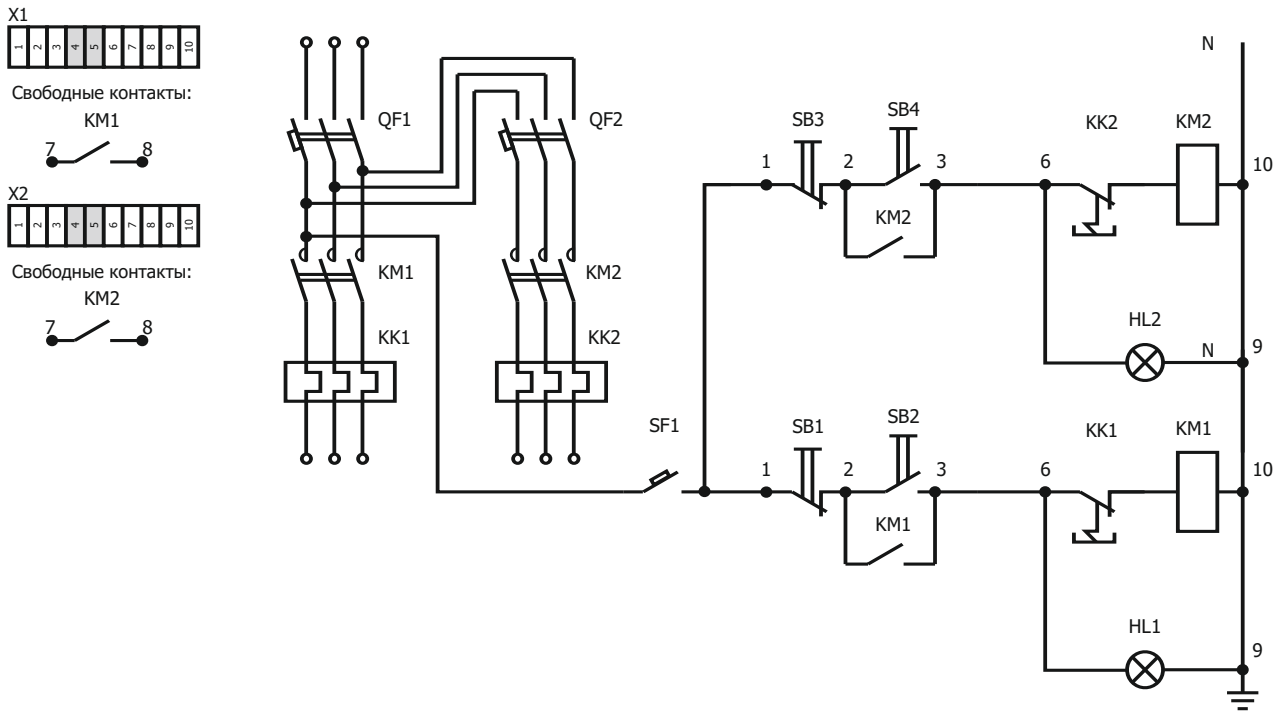 X1
1 2 3 4 5 6 7 8 9 10
Свободные контакты:
KM1
7 8
X2
1 2 3 4 5 6 7 8 9 10
Свободные контакты:
KM2
7 8
QF1
QF2
KM1
KM2
KK1
KK2
SF1
N
SB3
SB4
KK2
KM2
1 2 3 6 10
KM2
HL2
N
9
SB1
SB2
KK1
KM1
1 2 3 6 10
KM1
HL1
9